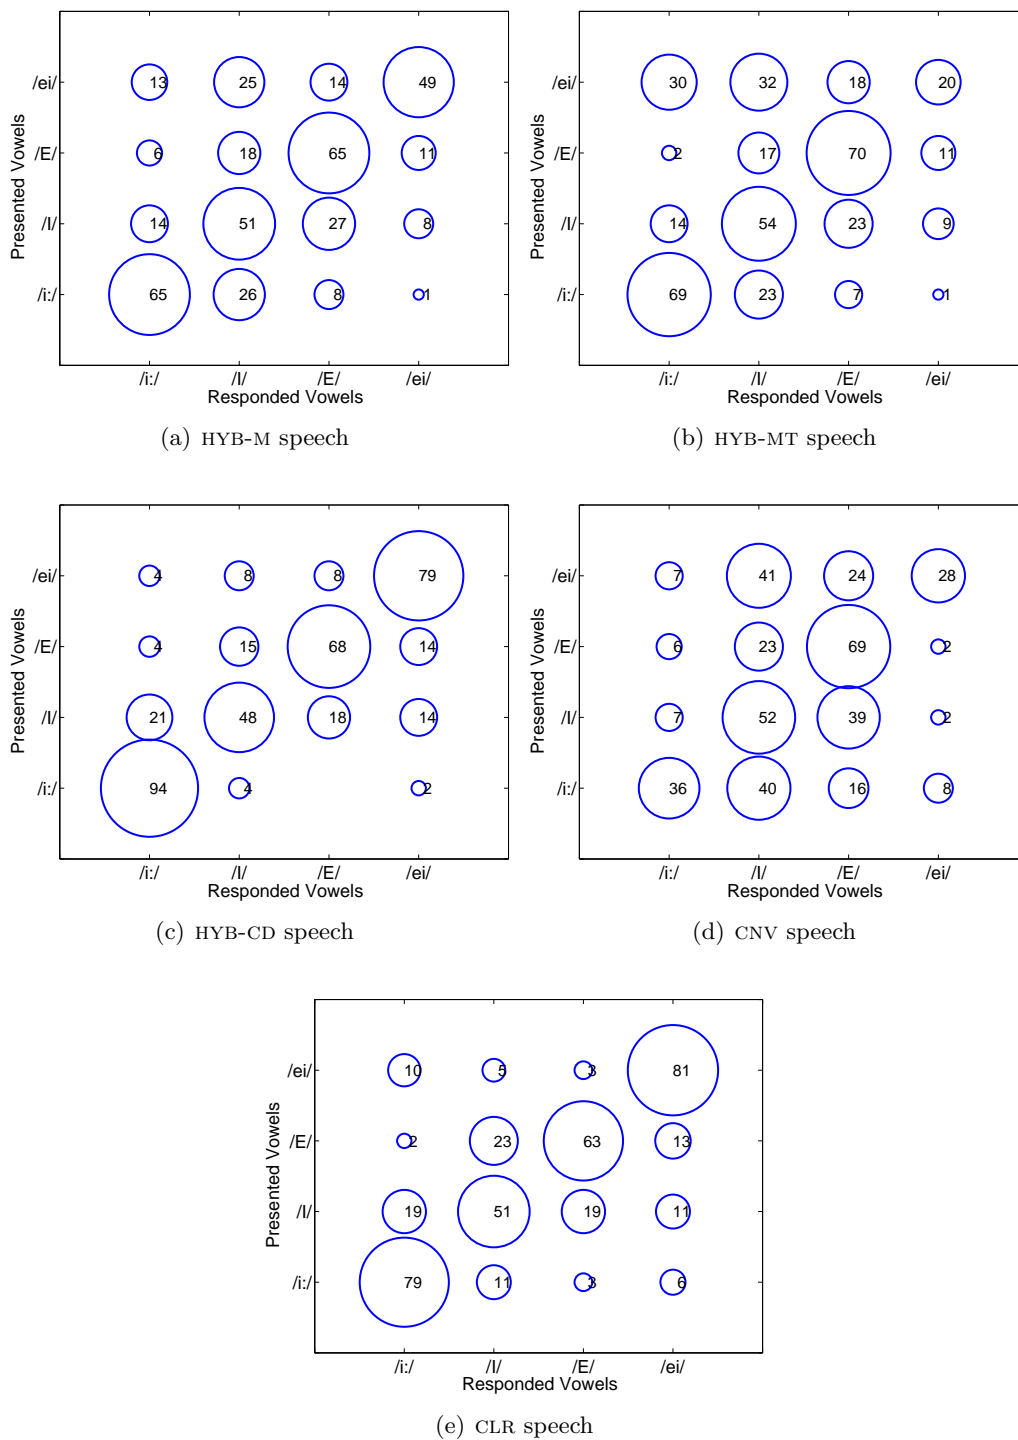 /ei/ 13 25 14 49
/E/ 6 18 65 11
/I/ 14 51 27 8
/i:/ 65 26 8 1
/i:/ /I/ /E/ /ei/
Responded Vowels
Presented Vowels
(a) HYB-M speech
/ei/ 30 32 18 20
/E/ 2 17 70 11
/I/ 14 54 23 9
/i:/ 69 23 7 1
/i:/ /I/ /E/ /ei/
Responded Vowels
Presented Vowels
(b) HYB-MT speech
/ei/ 4 8 8 79
/E/ 4 15 68 14
/I/ 21 48 18 14
/i:/ 94 4 2
/i:/ /I/ /E/ /ei/
Responded Vowels
Presented Vowels
(c) HYB-CD speech
/ei/ 7 41 24 28
/E/ 6 23 69 2
/I/ 7 52 39 2
/i:/ 36 40 16 8
/i:/ /I/ /E/ /ei/
Responded Vowels
Presented Vowels
(d) CNV speech
/ei/ 10 5 3 81
/E/ 2 23 63 13
/I/ 19 51 19 11
/i:/ 79 11 3 6
/i:/ /I/ /E/ /ei/
Responded Vowels
Presented Vowels
(e) CLR speech